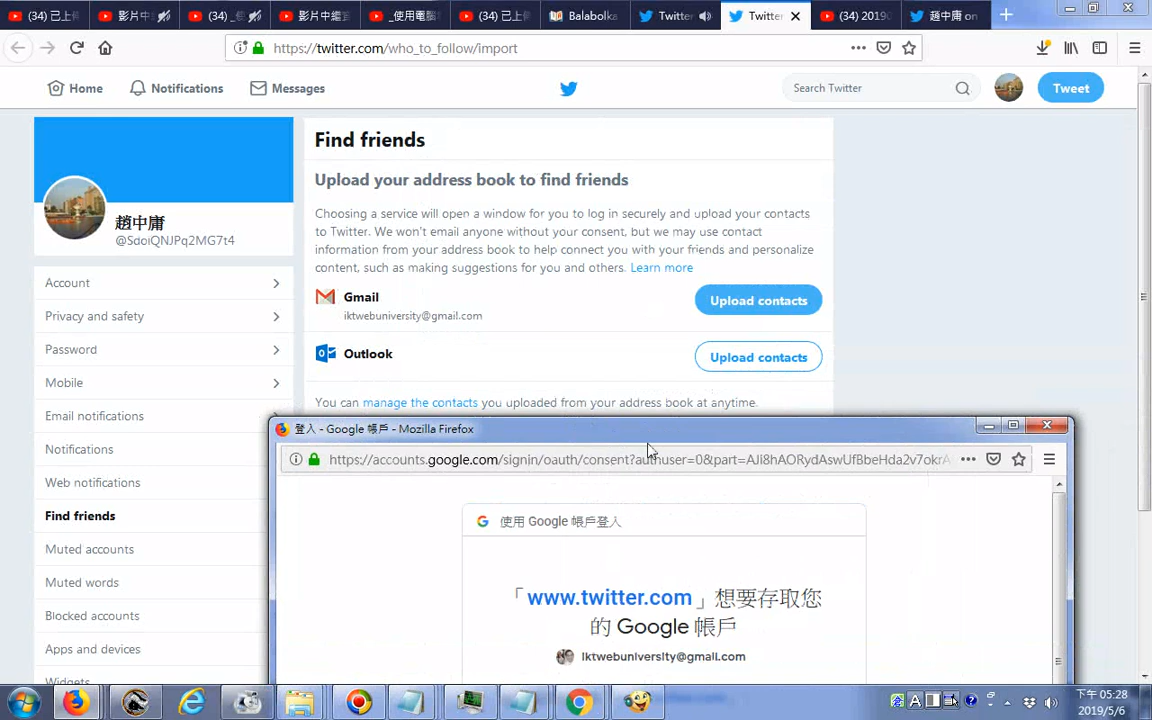 (34) 已上傳
影片中繼
(34) _使
影片中繼資
_使用電腦
(34) 已上傳
Balabolka
Twitter
Twitter
(34) 2019
趙中庸 on
https://twitter.com/who_to_follow/import
Home
Notifications
Messages
Search Twitter
Tweet
趙中庸
@SdoiQNJPq2MG7t4
Account
Privacy and safety
Password
Mobile
Email notifications
Notifications
Web notifications
Find friends
Muted accounts
Muted words
Blocked accounts
Apps and devices
Widgets
Find friends
Upload your address book to find friends
Choosing a service will open a window for you to log in securely and upload your contacts
to Twitter. We won't email anyone without your consent, but we may use contact
information from your address book to help connect you with your friends and personalize
content, such as making suggestions for you and others. Learn more
Gmail
iktwebuniversity@gmail.com
Upload contacts
Outlook
Upload contacts
You can manage the contacts you uploaded from your address book at anytime.
登入 - Google 帳戶 - Mozilla Firefox
https://accounts.google.com/signin/oauth/consent?authuser=0&part=AJi8hAORydAswUfBbeHda2v7okrA
使用 Google 帳戶登入
「www.twitter.com」想要存取您
的 Google 帳戶
iktwebuniversity@gmail.com
下午 05:28
2019/5/6